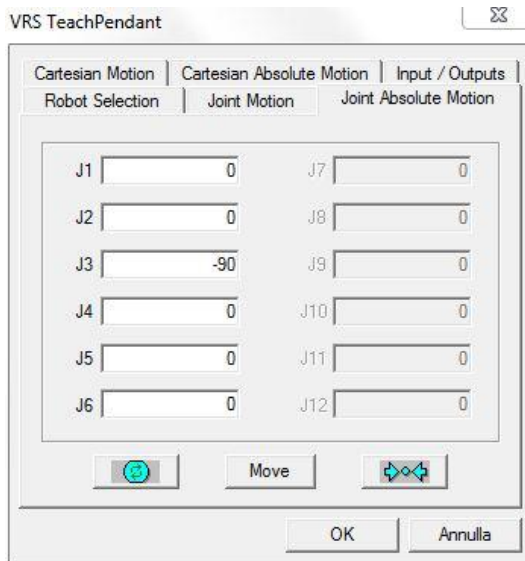 VRS TeachPendant
Cartesian Motion Cartesian Absolute Motion Input / Outputs
Robot Selection Joint Motion Joint Absolute Motion
J1 0 J7 0
J2 0 J8 0
J3 -90 J9 0
J4 0 J10 0
J5 0 J11 0
J6 0 J12 0
Move
OK Annulla